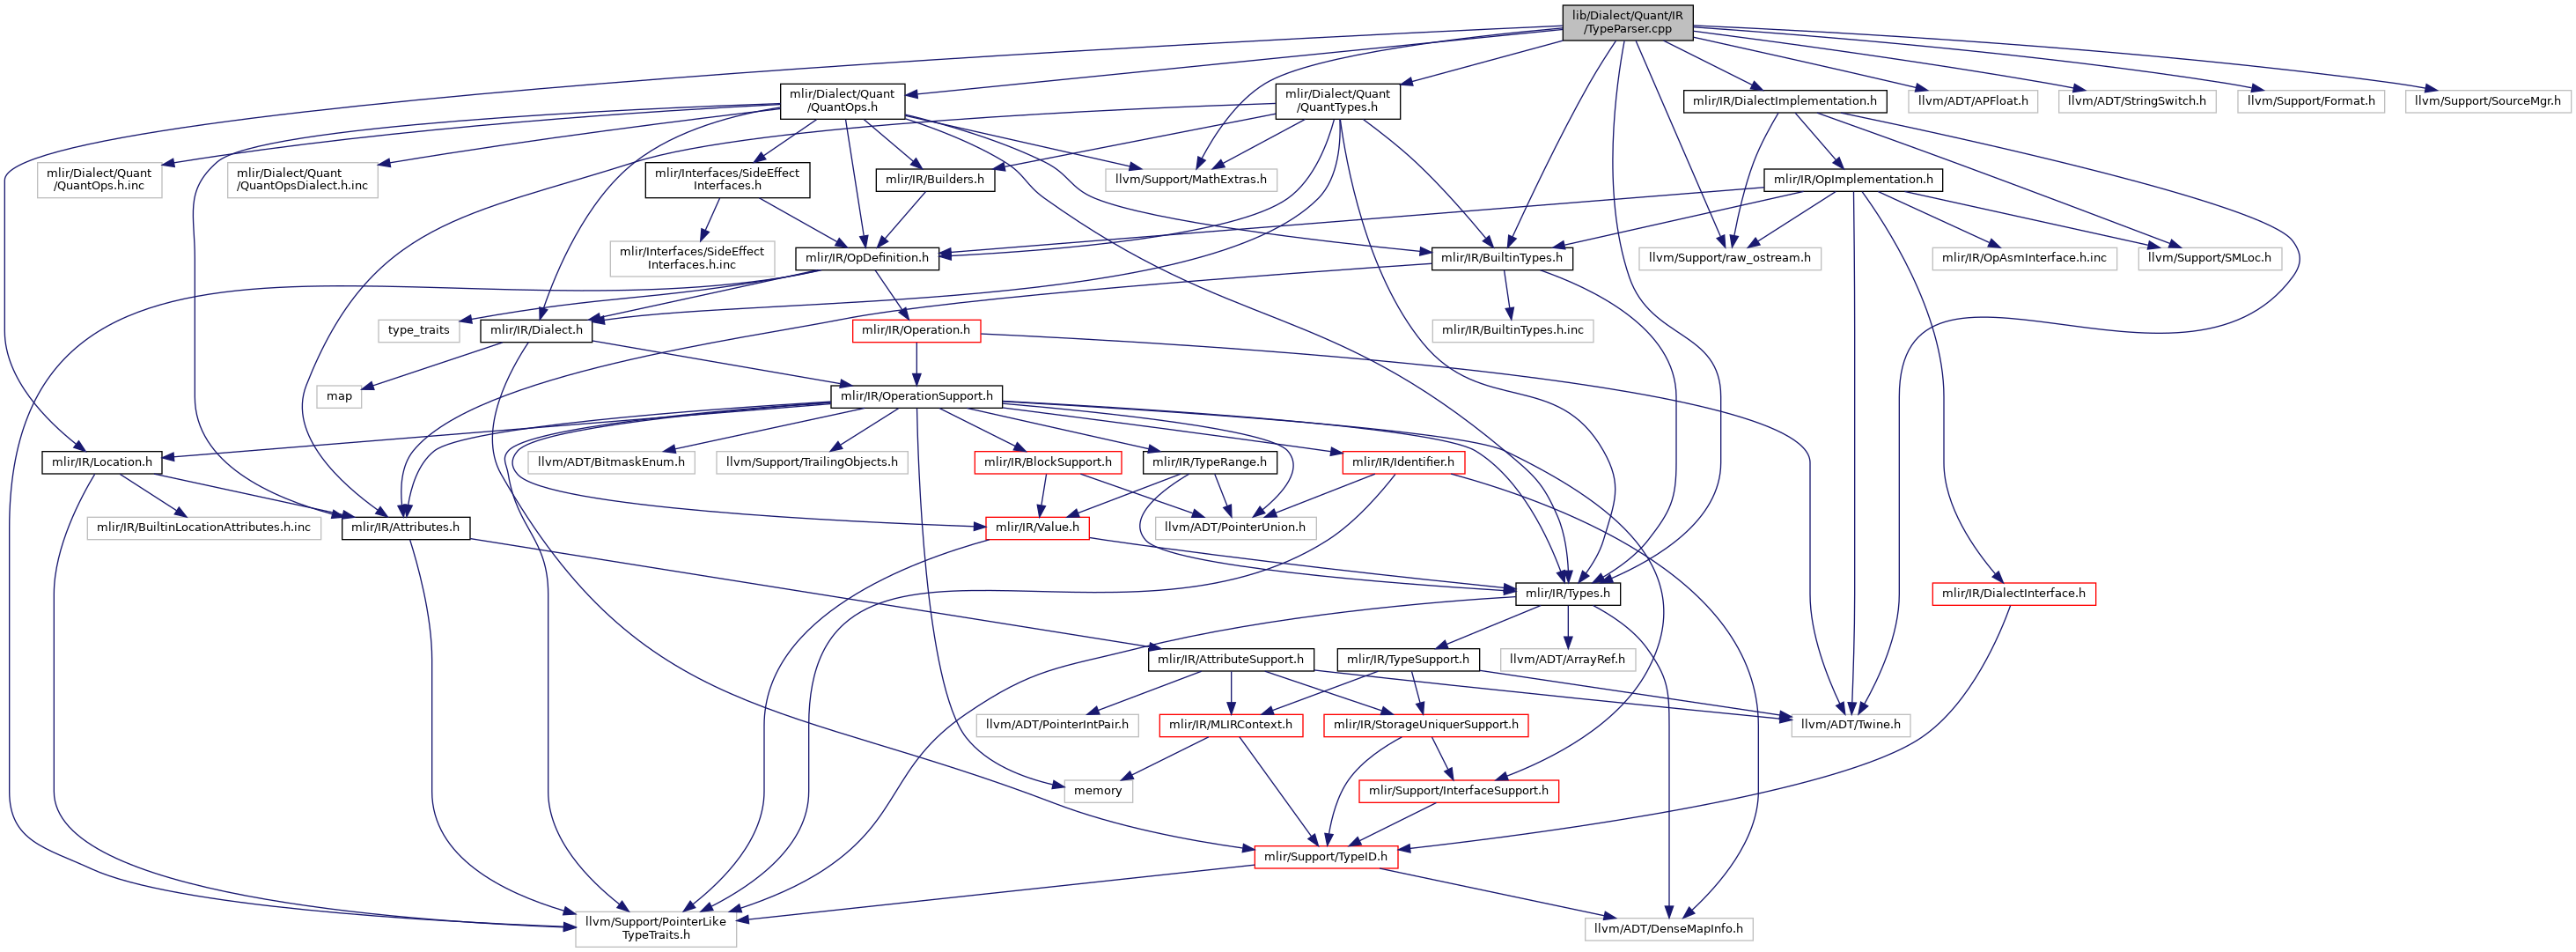 lib/Dialect/Quant/IR
/TypeParser.cpp
mlir/Dialect/Quant
/QuantOps.h
mlir/Dialect/Quant
/QuantTypes.h
mlir/IR/DialectImplementation.h
llvm/ADT/APFloat.h
llvm/ADT/StringSwitch.h
llvm/Support/Format.h
llvm/Support/SourceMgr.h
mlir/Dialect/Quant
/QuantOps.h.inc
mlir/Dialect/Quant
/QuantOpsDialect.h.inc
mlir/Interfaces/SideEffect
Interfaces.h
mlir/IR/Builders.h
llvm/Support/MathExtras.h
mlir/IR/OpImplementation.h
mlir/Interfaces/SideEffect
Interfaces.h.inc
mlir/IR/OpDefinition.h
mlir/IR/BuiltinTypes.h
llvm/Support/raw_ostream.h
mlir/IR/OpAsmInterface.h.inc
llvm/Support/SMLoc.h
type_traits
mlir/IR/Dialect.h
mlir/IR/Operation.h
mlir/IR/BuiltinTypes.h.inc
map
mlir/IR/OperationSupport.h
mlir/IR/Location.h
llvm/ADT/BitmaskEnum.h
llvm/Support/TrailingObjects.h
mlir/IR/BlockSupport.h
mlir/IR/TypeRange.h
mlir/IR/Identifier.h
mlir/IR/BuiltinLocationAttributes.h.inc
mlir/IR/Attributes.h
mlir/IR/Value.h
llvm/ADT/PointerUnion.h
mlir/IR/Types.h
mlir/IR/DialectInterface.h
mlir/IR/AttributeSupport.h
mlir/IR/TypeSupport.h
llvm/ADT/ArrayRef.h
llvm/ADT/PointerIntPair.h
mlir/IR/MLIRContext.h
mlir/IR/StorageUniquerSupport.h
llvm/ADT/Twine.h
memory
mlir/Support/InterfaceSupport.h
mlir/Support/TypeID.h
llvm/Support/PointerLike
TypeTraits.h
llvm/ADT/DenseMapInfo.h